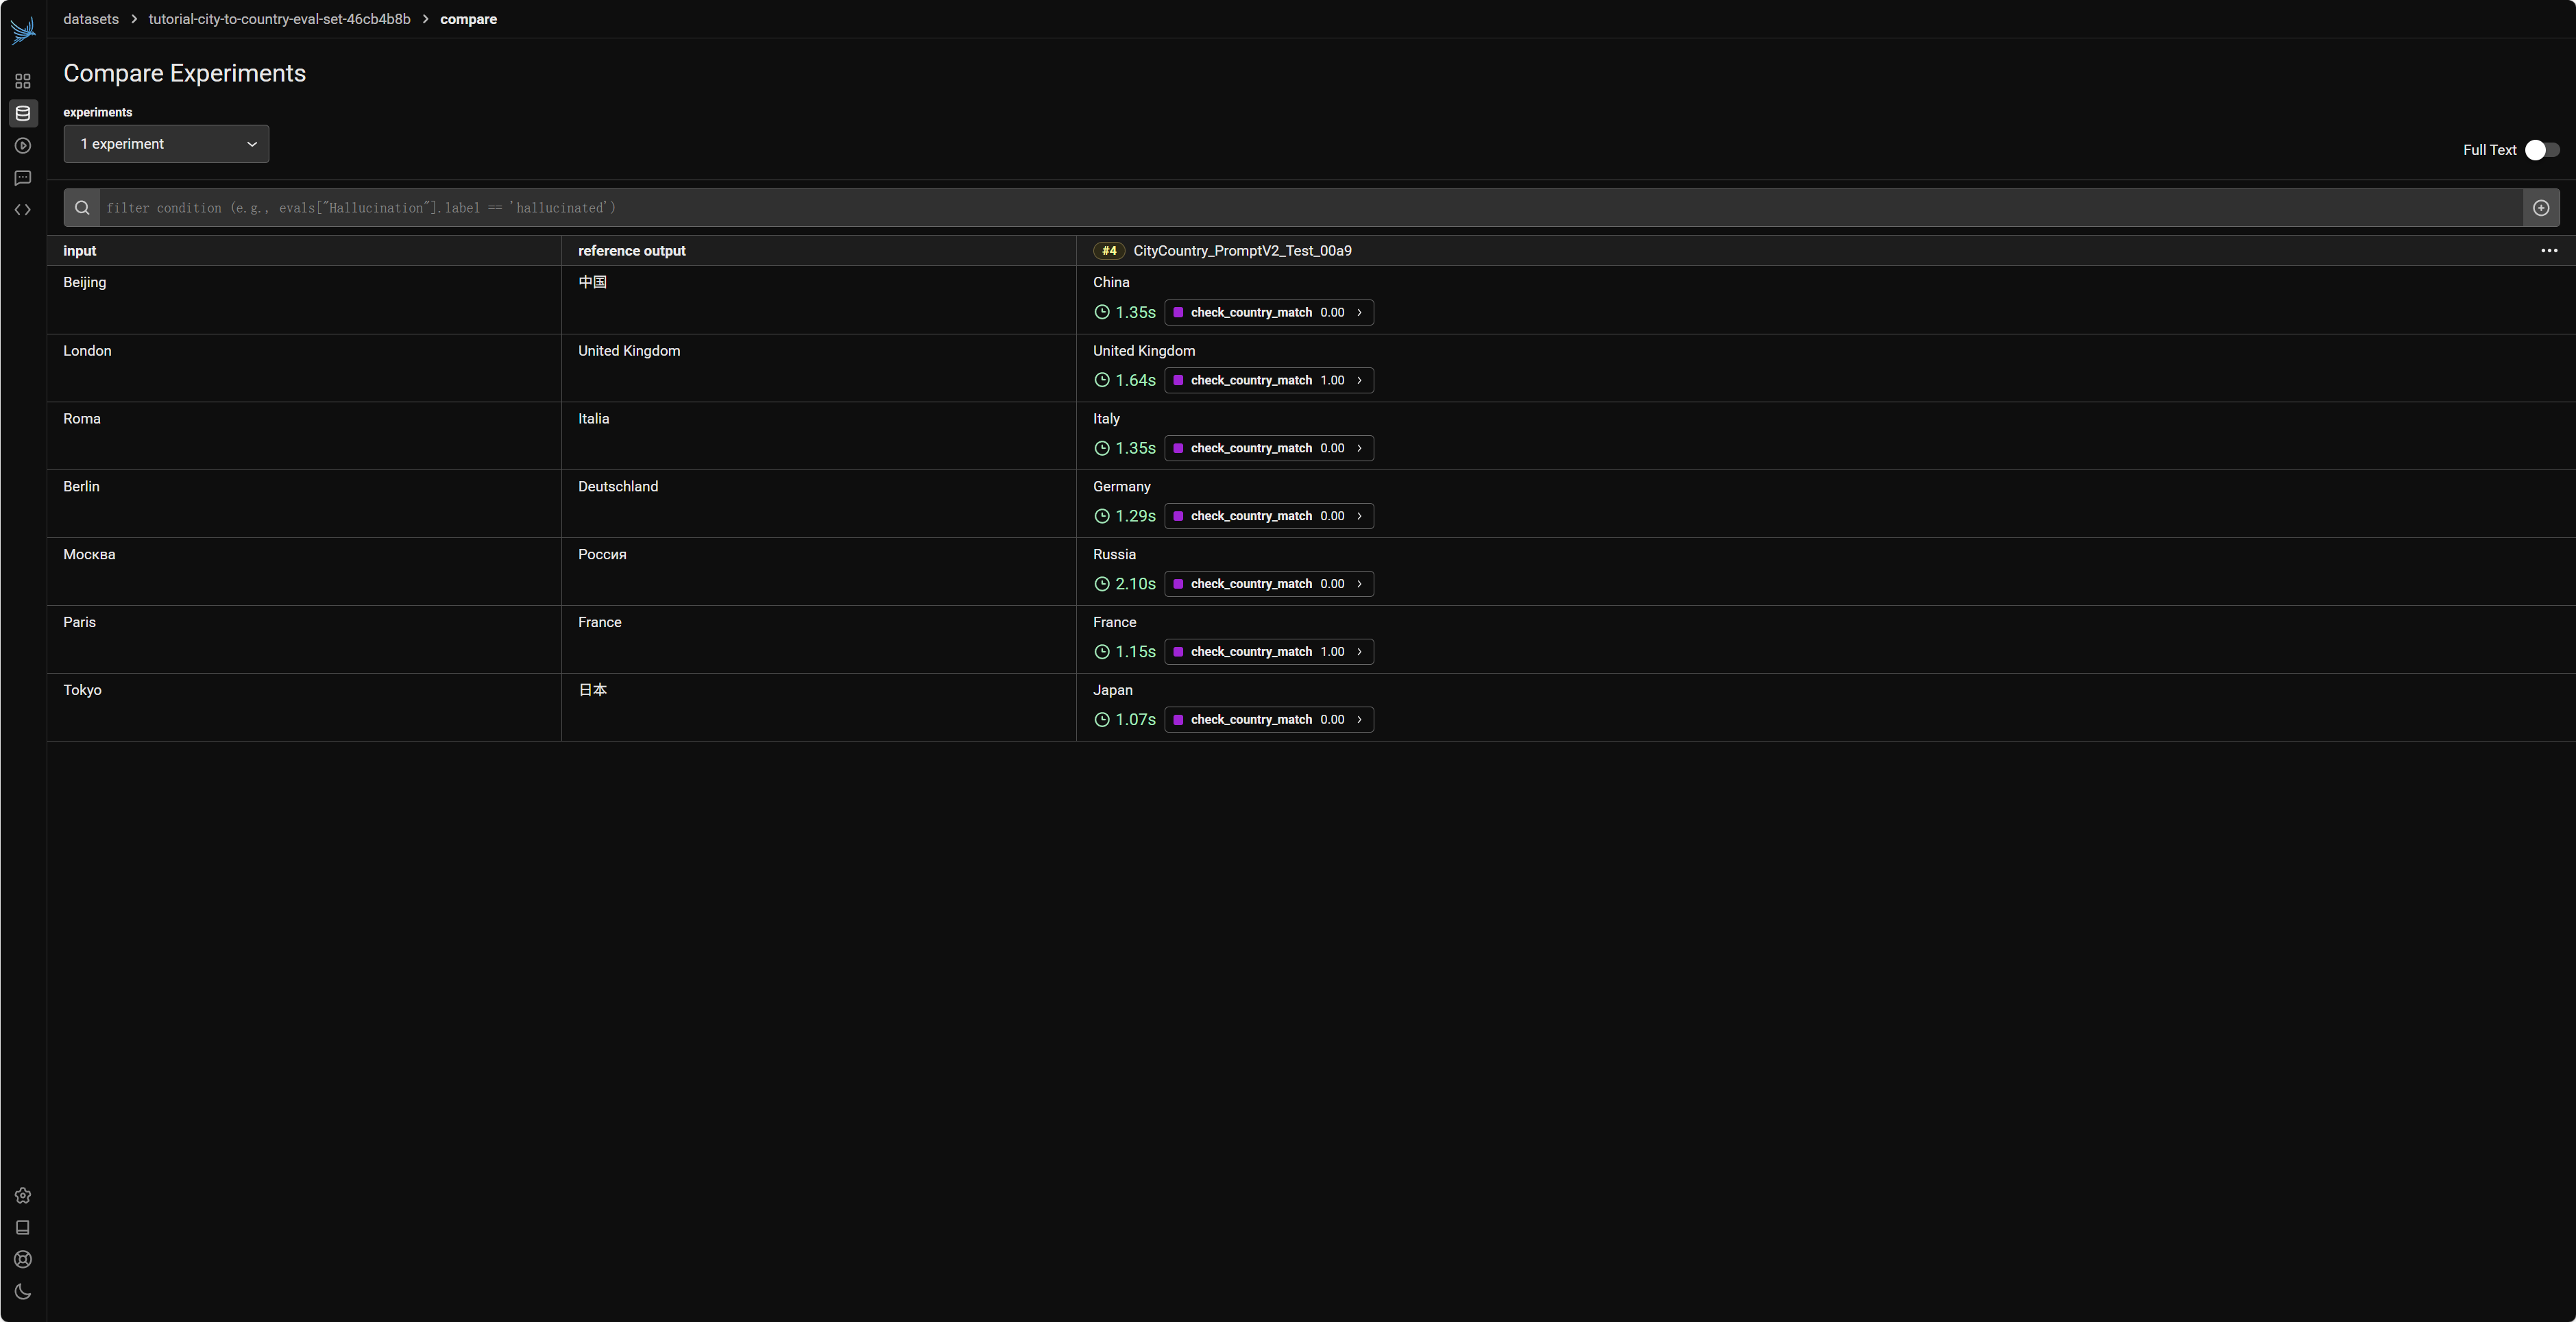 datasets > tutorial-city-to-country-eval-set-46cb4b8b > compare
Compare Experiments
experiments
1 experiment
Full Text
filter condition (e.g., evals["Hallucination"].label == 'hallucinated')
input reference output #4 CityCountry_PromptV2_Test_00a9
Beijing 中国 China
1.35s check_country_match 0.00
London United Kingdom United Kingdom
1.64s check_country_match 1.00
Roma Italia Italy
1.35s check_country_match 0.00
Berlin Deutschland Germany
1.29s check_country_match 0.00
Москва Россия Russia
2.10s check_country_match 0.00
Paris France France
1.15s check_country_match 1.00
Tokyo 日本 Japan
1.07s check_country_match 0.00